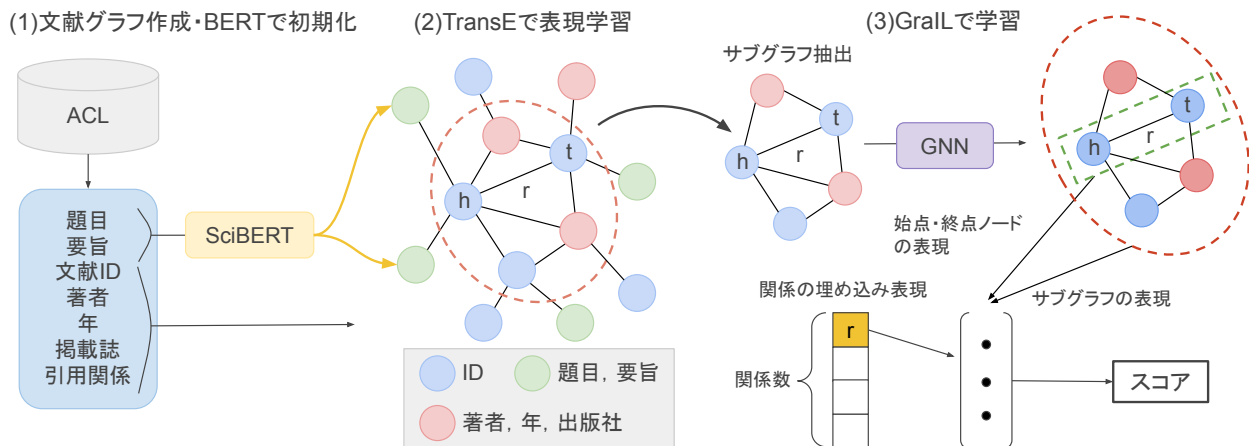 (1)文献グラフ作成・BERTで初期化
ACL
題目
要旨
文献ID
著者
年
掲載誌
引用関係
SciBERT
(2)TransEで表現学習
t
h
r
ID
題目, 要旨
著者, 年, 出版社
(3)GraILで学習
サブグラフ抽出
t
h
r
GNN
t
h
r
始点・終点ノード
の表現
サブグラフの表現
関係の埋め込み表現
r
関係数
スコア